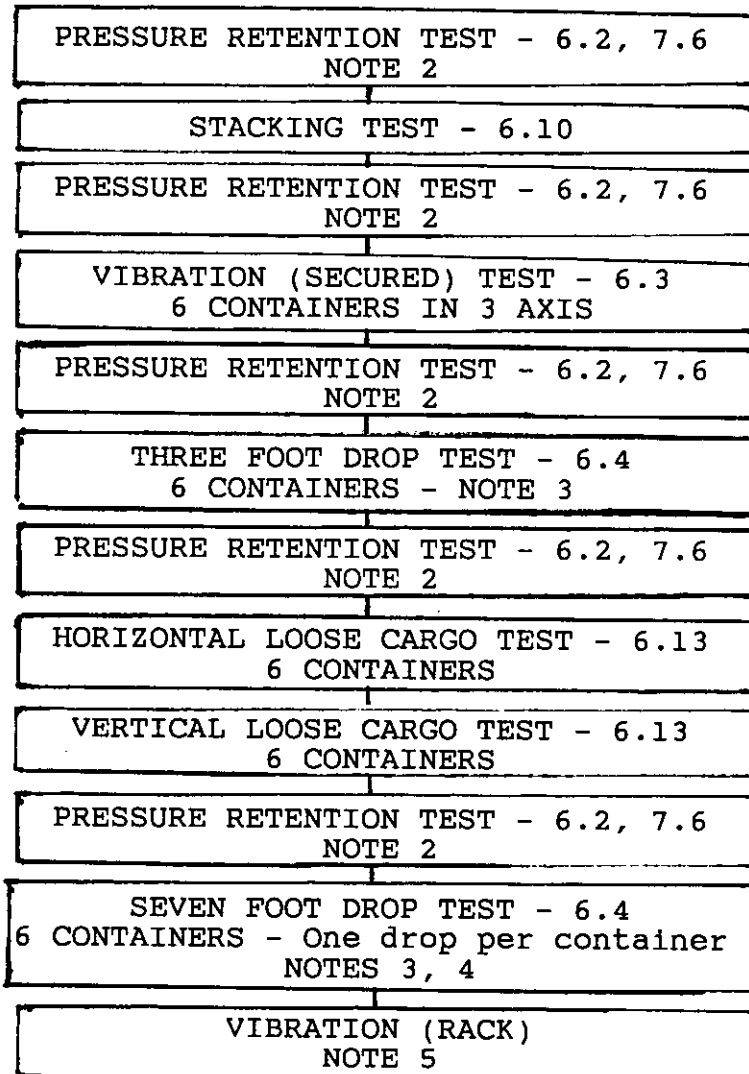 PRESSURE RETENTION TEST - 6.2, 7.6
NOTE 2
STACKING TEST - 6.10
PRESSURE RETENTION TEST - 6.2, 7.6
NOTE 2
VIBRATION (SECURED) TEST - 6.3
6 CONTAINERS IN 3 AXIS
PRESSURE RETENTION TEST - 6.2, 7.6
NOTE 2
THREE FOOT DROP TEST - 6.4
6 CONTAINERS - NOTE 3
PRESSURE RETENTION TEST - 6.2, 7.6
NOTE 2
HORIZONTAL LOOSE CARGO TEST - 6.13
6 CONTAINERS
VERTICAL LOOSE CARGO TEST - 6.13
6 CONTAINERS
PRESSURE RETENTION TEST - 6.2, 7.6
NOTE 2
SEVEN FOOT DROP TEST - 6.4
6 CONTAINERS - One drop per container
NOTES 3, 4
VIBRATION (RACK)
NOTE 5